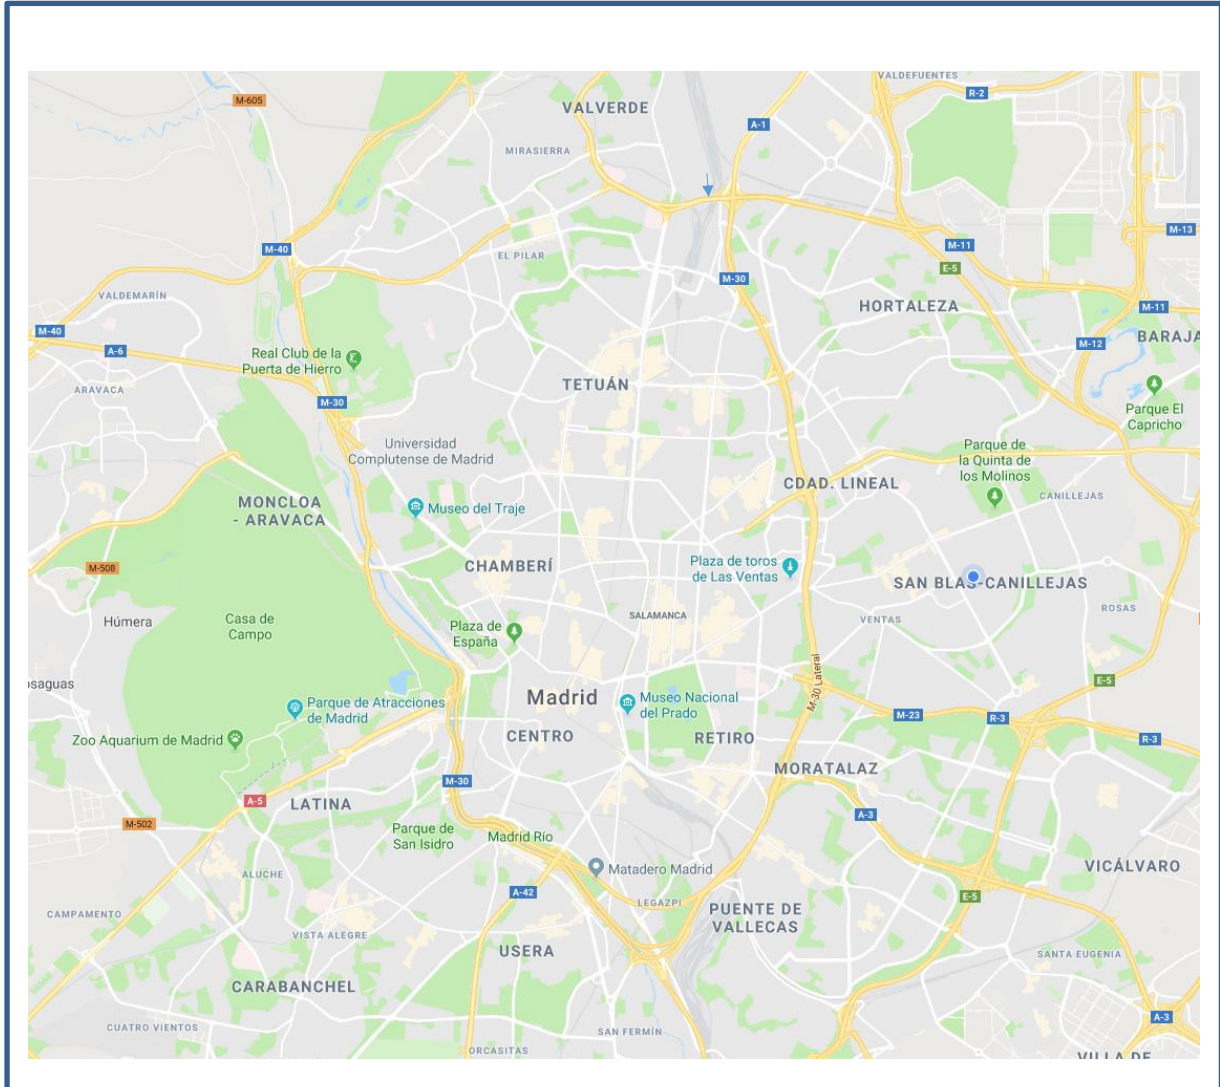 VALDEFUENTES
R-2
M-605
VALVERDE
A-1
MIRASIERRA
M-13
M-40
M-11
EL PILAR
E-5
M-30
VALDEMARÍN
HORTALEZA
M-11
M-40
BARAJA
M-12
A-6
Real Club de la
Puerta de Hierro
TETUÁN
ARAVACA
M-30
Parque El
Capricho
Universidad
Complutense de Madrid
Parque de
la Quinta de
los Molinos
CDAD. LINEAL
CANILLEJAS
MONCLOA
- ARAVACA
Museo del Traje
Plaza de toros
de Las Ventas
CHAMBERÍ
M-508
SAN BLAS-CANILLEJAS
ROSAS
Húmera
Casa de
Campo
Plaza de
España
SALAMANCA
VENTAS
M-30 Lateral
osaguas
E-5
Madrid
Museo Nacional
del Prado
Parque de Atracciones
de Madrid
M-23
R-3
Zoo Aquarium de Madrid
CENTRO
RETIRO
R-3
MORATALAZ
M-30
A-5
LATINA
A-3
M-502
Parque de
San Isidro
Madrid Río
Matadero Madrid
VICÁLVARO
ALUCHE
A-42
E-5
LEGAZPI
CAMPAMENTO
PUENTE DE
VALLECAS
VISTA ALEGRE
USERA
SANTA EUGENIA
CARABANCHEL
A-3
CUATRO VIENTOS
SAN FERMÍN
ORCASITAS
VILLA DE